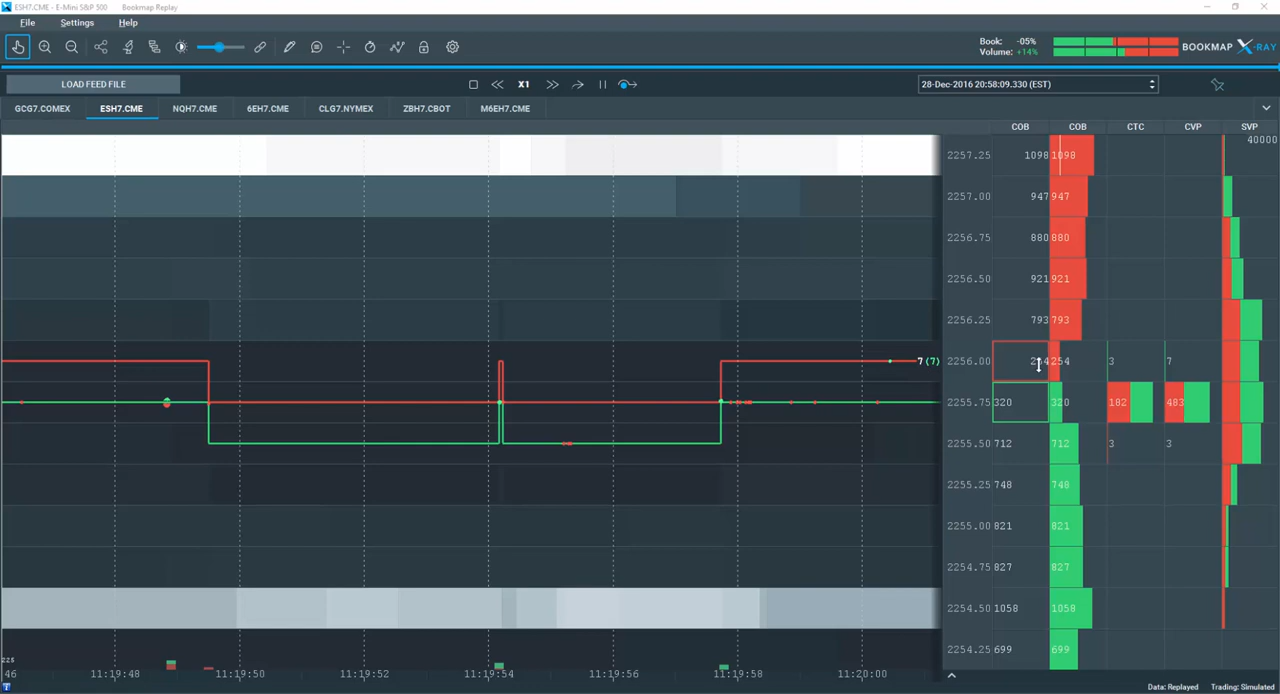 ESH7.CME - E-Mini S&P 500 Bookmap Replay
File Settings Help
Book: -05%
Volume: +14%
BOOKMAP X-RAY
LOAD FEED FILE
X1
28-Dec-2016 20:58:09.330 (EST)
GCG7.COMEX ESH7.CME NQH7.CME 6EH7.CME CLG7.NYMEX ZBH7.CBOT M6EH7.CME
COB COB CTC CVP SVP
40000
2257.25 1098 1098
2257.00 947 947
2256.75 880 880
2256.50 921 921
2256.25 793 793
7 (7) 2256.00 254 3 7
2255.75 320 320 182 483
2255.50 712 712 3 3
2255.25 748 748
2255.00 821 821
2254.75 827 827
2254.50 1058 1058
2254.25 699 699
46 11:19:48 11:19:50 11:19:52 11:19:54 11:19:56 11:19:58 11:20:00
Data: Replayed Trading: Simulated